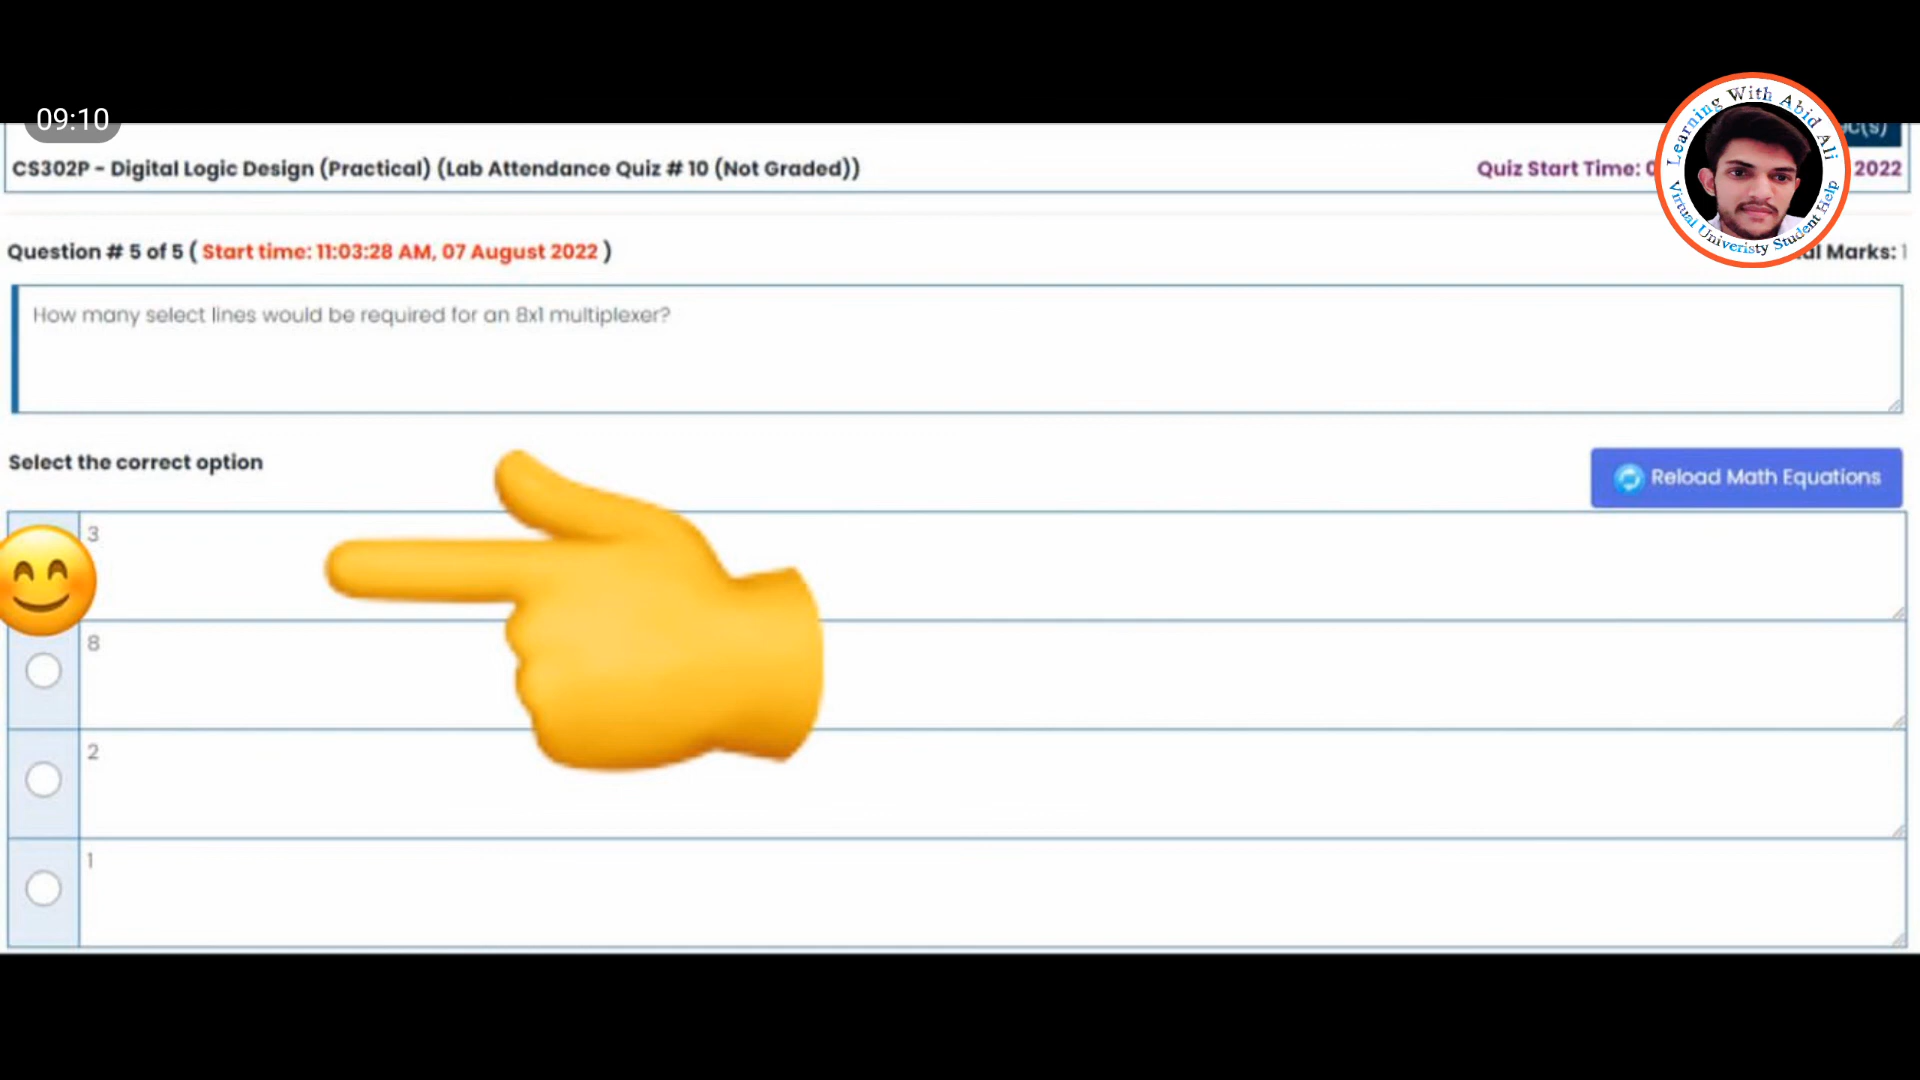 09:10
Learning With Abid Ali
Virtual Univeristy Student Help
CS302P - Digital Logic Design (Practical) (Lab Attendance Quiz # 10 (Not Graded))
Quiz Start Time: 2022
Question # 5 of 5 ( Start time: 11:03:28 AM, 07 August 2022 )
Marks: 1
How many select lines would be required for an 8x1 multiplexer?
Select the correct option
Reload Math Equations
3
8
2
1